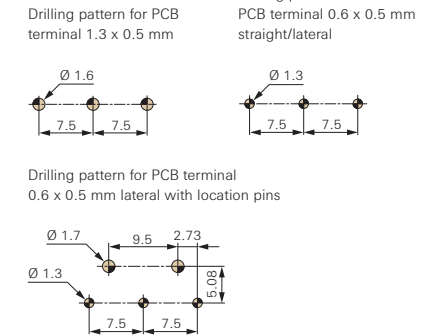 Drilling pattern for PCB
terminal 1.3 x 0.5 mm
PCB terminal 0.6 x 0.5 mm
straight/lateral
Ø 1.6
7.5 7.5
Ø 1.3
7.5 7.5
Drilling pattern for PCB terminal
0.6 x 0.5 mm lateral with location pins
Ø 1.7
9.5 2.73
Ø 1.3
5.08
7.5 7.5